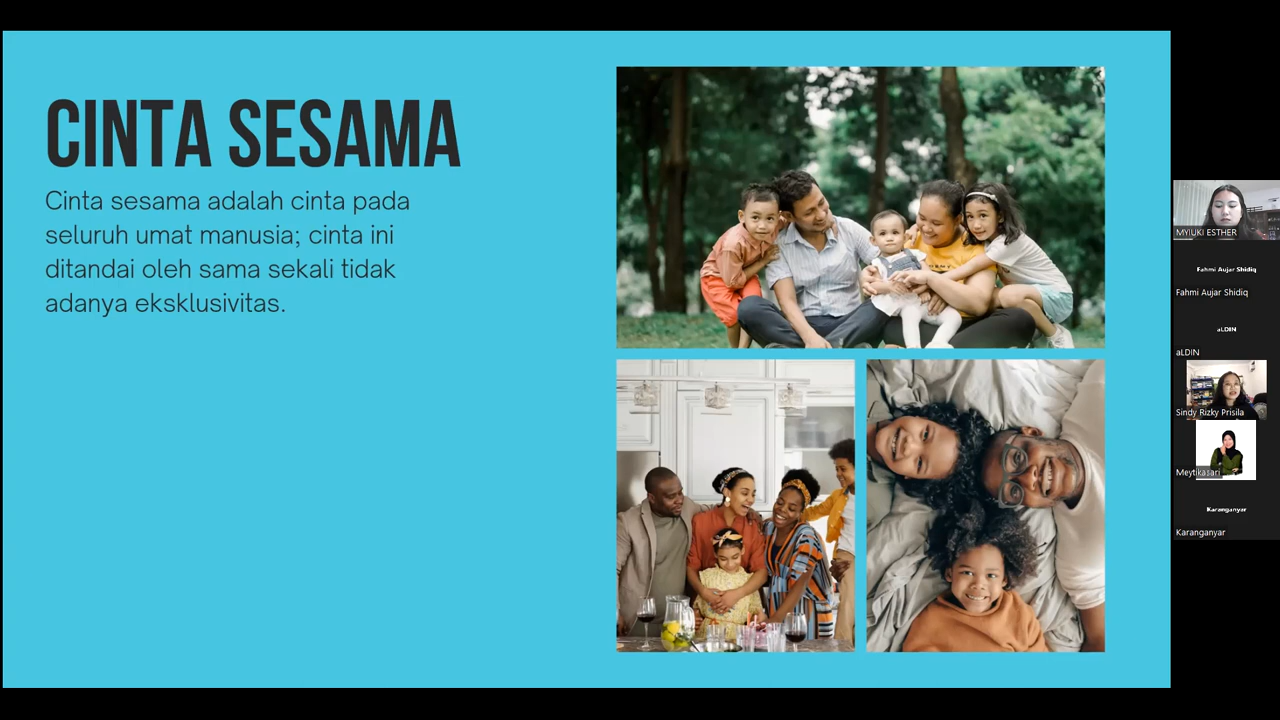 CINTA SESAMA
Cinta sesama adalah cinta pada
seluruh umat manusia; cinta ini
ditandai oleh sama sekali tidak
adanya eksklusivitas.
MYIUKI ESTHER
Fahmi Aujar Shidiq
Fahmi Aujar Shidiq
aLDIN
aLDIN
Sindy Rizky Prisila
Meytikasari
Karanganyar
Karanganyar